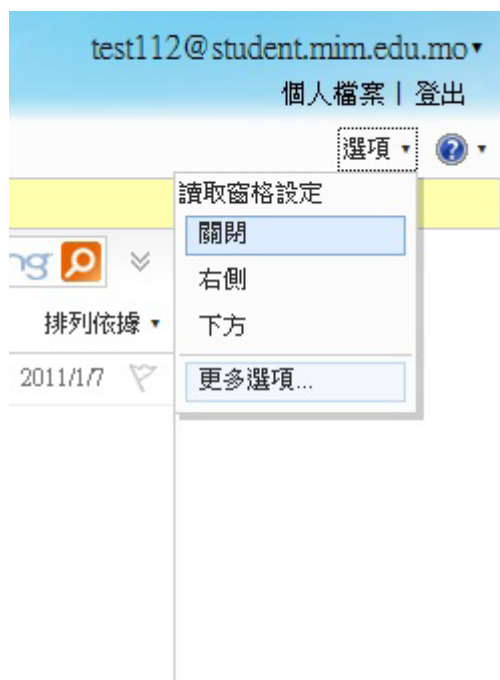 test112@student.mim.edu.mo
個人檔案 | 登出
選項
讀取窗格設定
關閉
右側
下方
更多選項...
ng
排列依據
2011/1/7